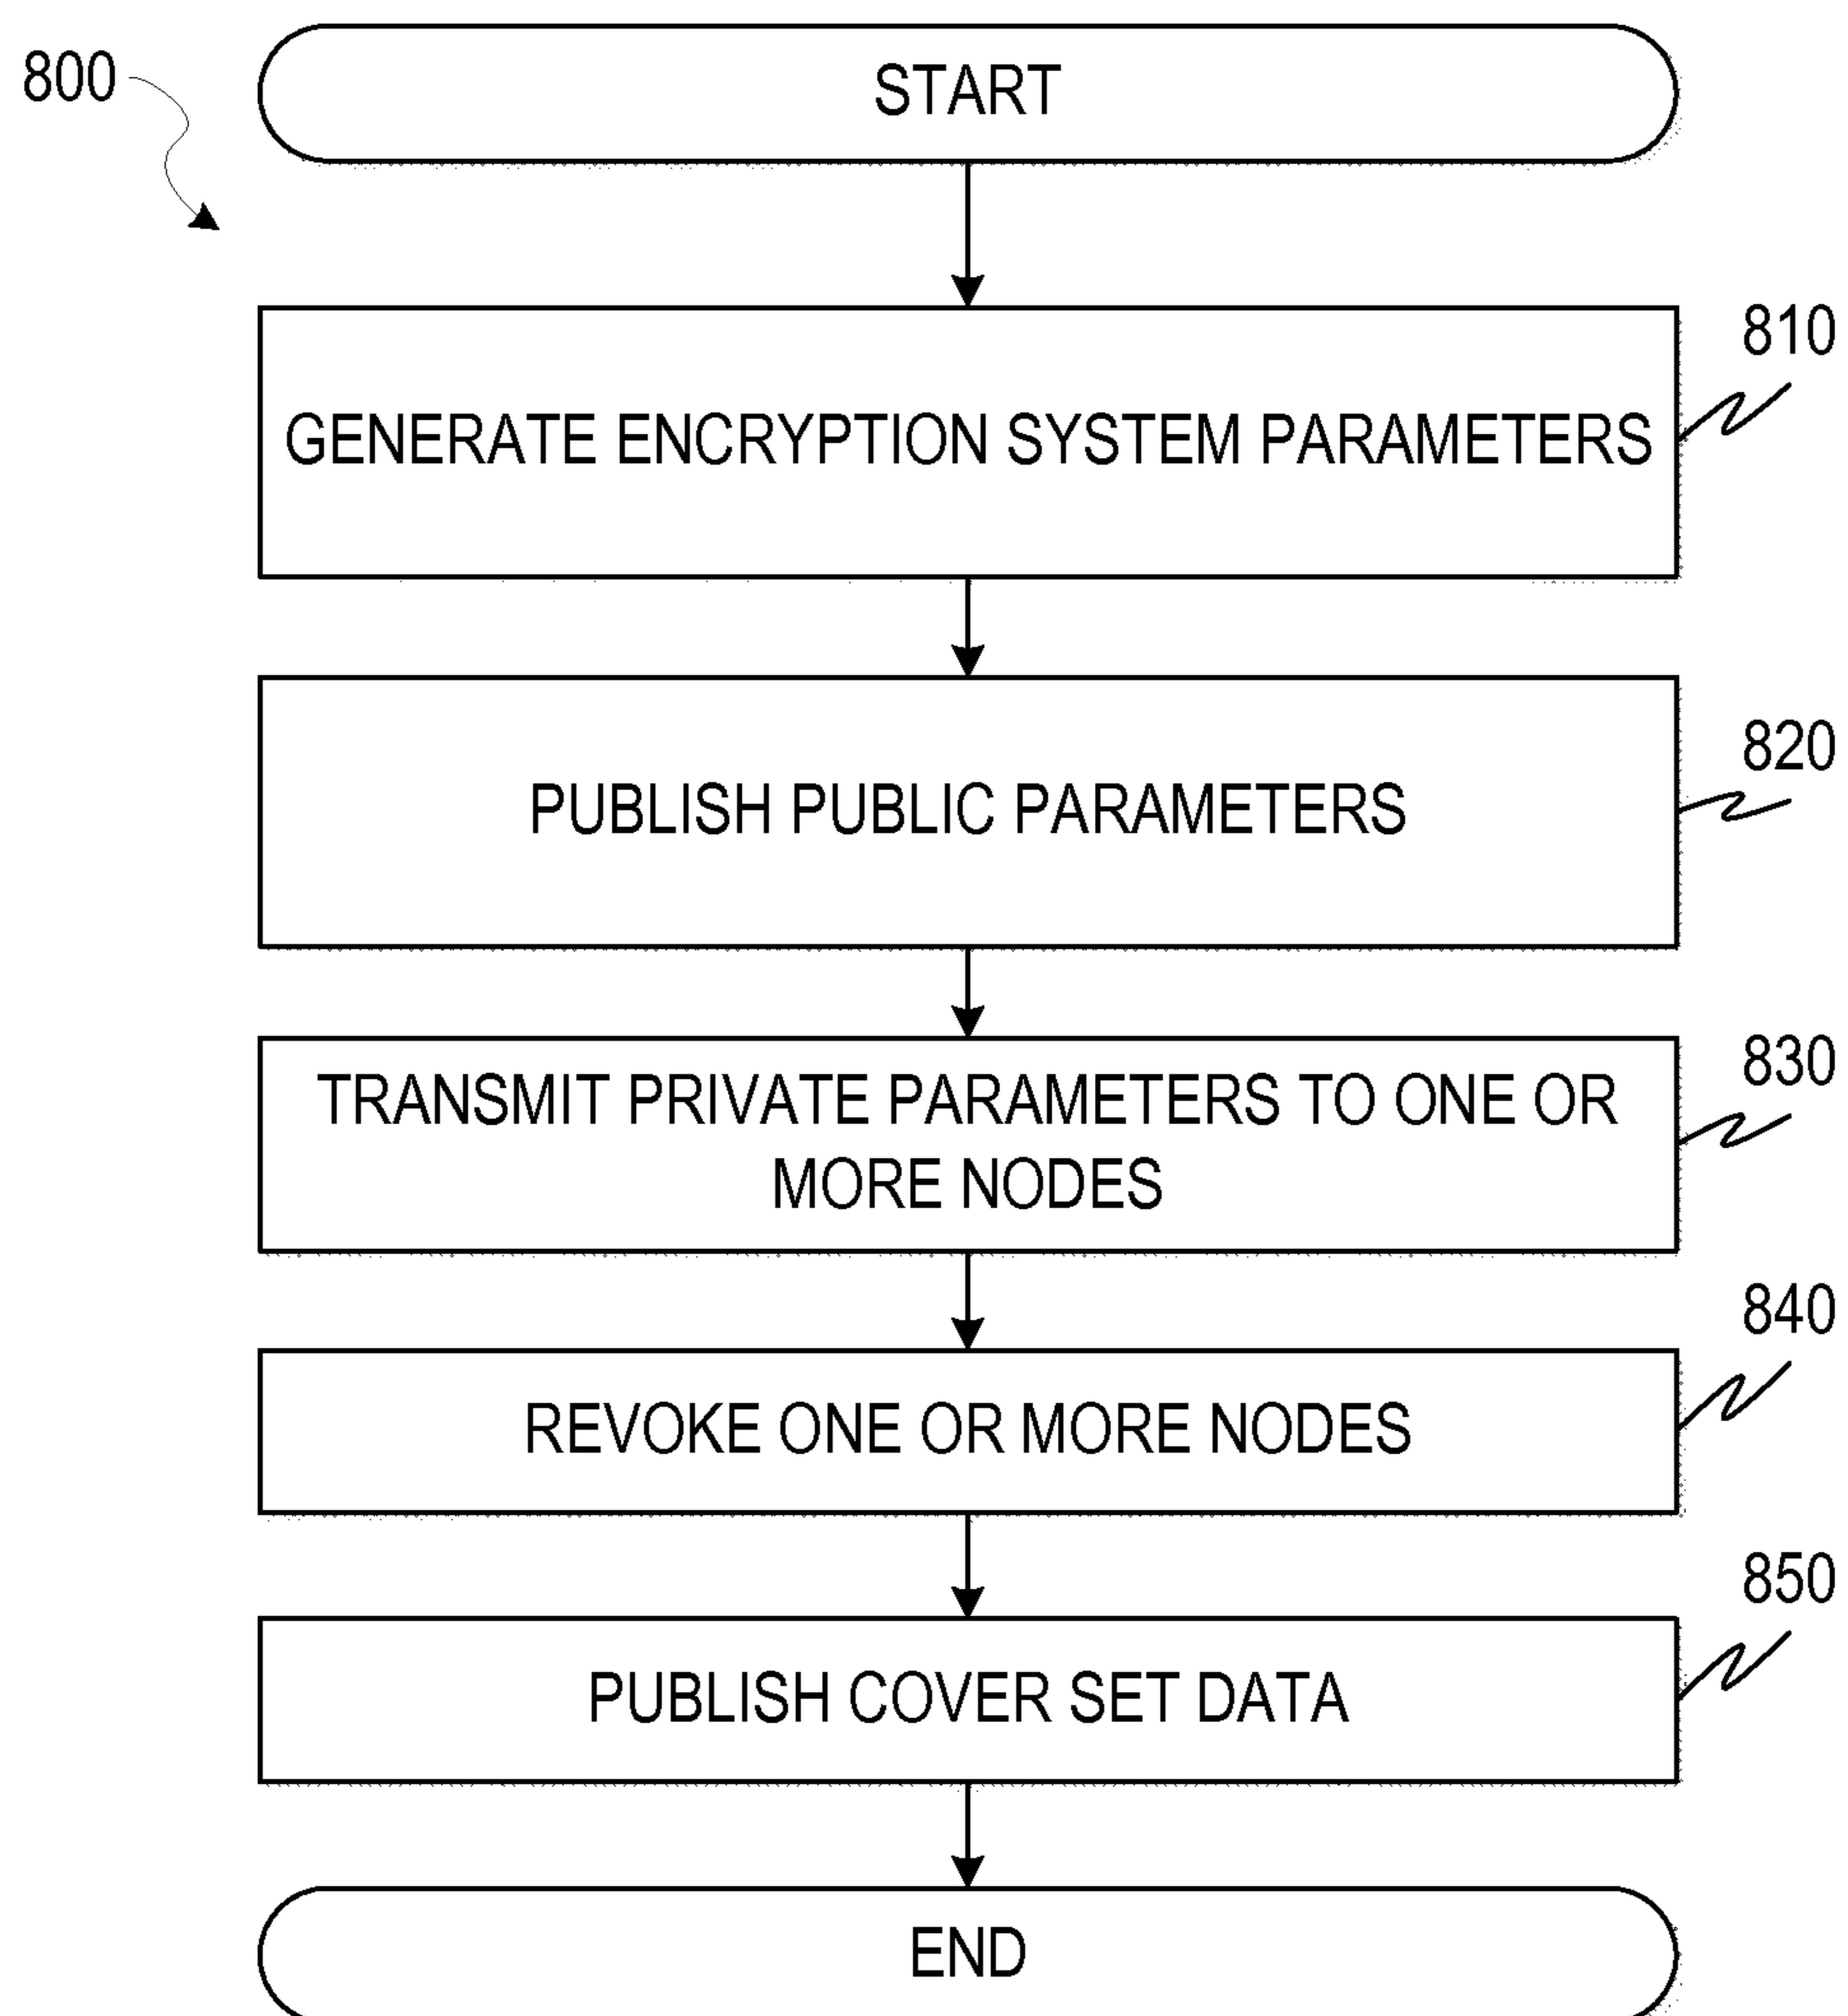 800
START
810
GENERATE ENCRYPTION SYSTEM PARAMETERS
820
PUBLISH PUBLIC PARAMETERS
830
TRANSMIT PRIVATE PARAMETERS TO ONE OR
MORE NODES
840
REVOKE ONE OR MORE NODES
850
PUBLISH COVER SET DATA
END